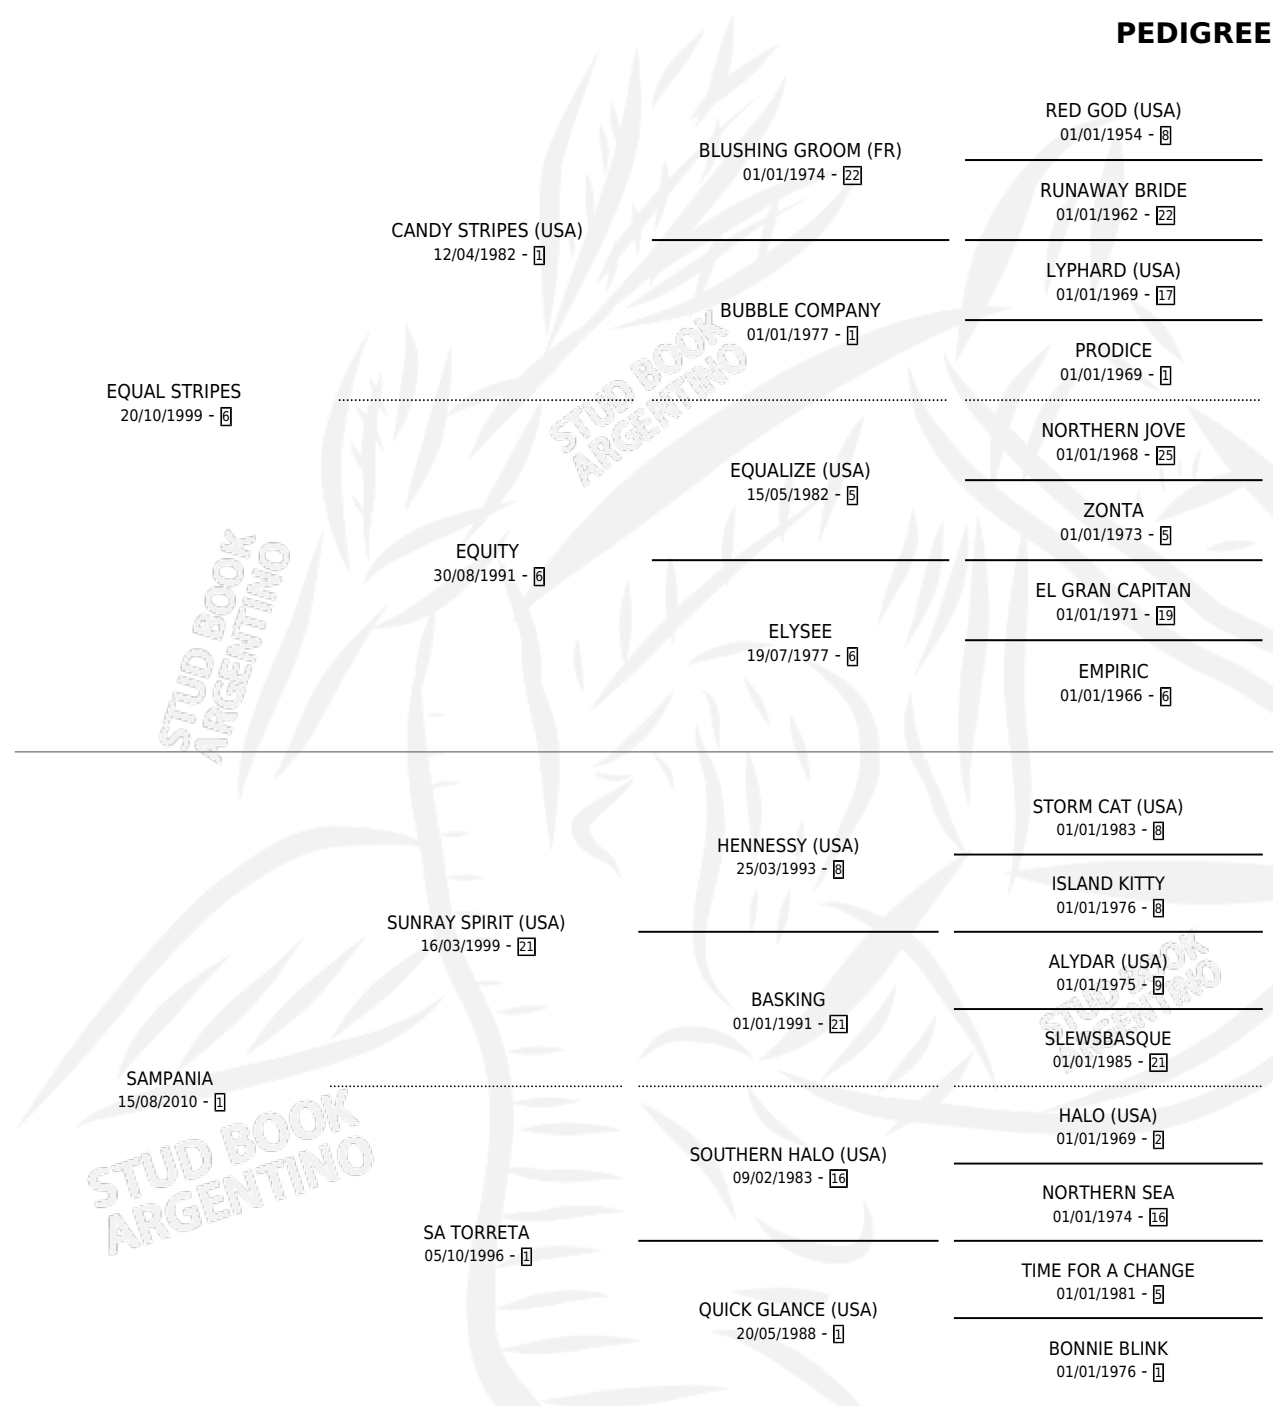 PEDIGREE
RED GOD (USA)
01/01/1954 - 8
BLUSHING GROOM (FR)
01/01/1974 - 22
RUNAWAY BRIDE
01/01/1962 - 22
CANDY STRIPES (USA)
12/04/1982 - 1
LYPHARD (USA)
01/01/1969 - 17
BUBBLE COMPANY
01/01/1977 - 1
PRODICE
01/01/1969 - 1
EQUAL STRIPES
20/10/1999 - 6
NORTHERN JOVE
01/01/1968 - 25
EQUALIZE (USA)
15/05/1982 - 5
ZONTA
01/01/1973 - 5
EQUITY
30/08/1991 - 6
EL GRAN CAPITAN
01/01/1971 - 19
ELYSEE
19/07/1977 - 6
EMPIRIC
01/01/1966 - 6
STUD BOOK
ARGENTINO
STUD BOOK
ARGENTINO
STORM CAT (USA)
01/01/1983 - 8
HENNESSY (USA)
25/03/1993 - 8
ISLAND KITTY
01/01/1976 - 8
SUNRAY SPIRIT (USA)
16/03/1999 - 21
ALYDAR (USA)
01/01/1975 - 9
BASKING
01/01/1991 - 21
SLEWSBASQUE
01/01/1985 - 21
SAMPANIA
15/08/2010 - 1
HALO (USA)
01/01/1969 - 2
SOUTHERN HALO (USA)
09/02/1983 - 16
NORTHERN SEA
01/01/1974 - 16
SA TORRETA
05/10/1996 - 1
TIME FOR A CHANGE
01/01/1981 - 5
QUICK GLANCE (USA)
20/05/1988 - 1
BONNIE BLINK
01/01/1976 - 1
STUD BOOK
ARGENTINO
STUD BOOK
ARGENTINO